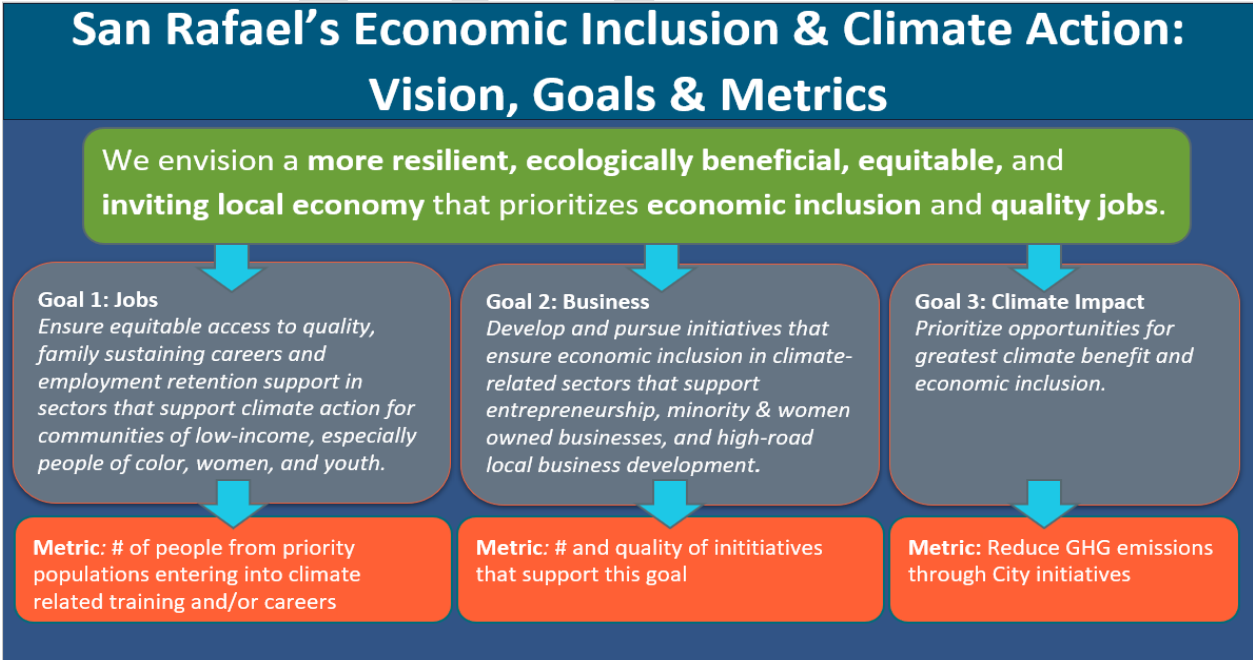 San Rafael's Economic Inclusion & Climate Action:
Vision, Goals & Metrics
We envision a more resilient, ecologically beneficial, equitable, and
inviting local economy that prioritizes economic inclusion and quality jobs.
Goal 1: Jobs
Ensure equitable access to quality,
family sustaining careers and
employment retention support in
sectors that support climate action for
communities of low-income, especially
people of color, women, and youth.
Metric: # of people from priority
populations entering into climate
related training and/or careers
Goal 2: Business
Develop and pursue initiatives that
ensure economic inclusion in climate-
related sectors that support
entrepreneurship, minority & women
owned businesses, and high-road
local business development.
Metric: # and quality of inititiatives
that support this goal
Goal 3: Climate Impact
Prioritize opportunities for
greatest climate benefit and
economic inclusion.
Metric: Reduce GHG emissions
through City initiatives